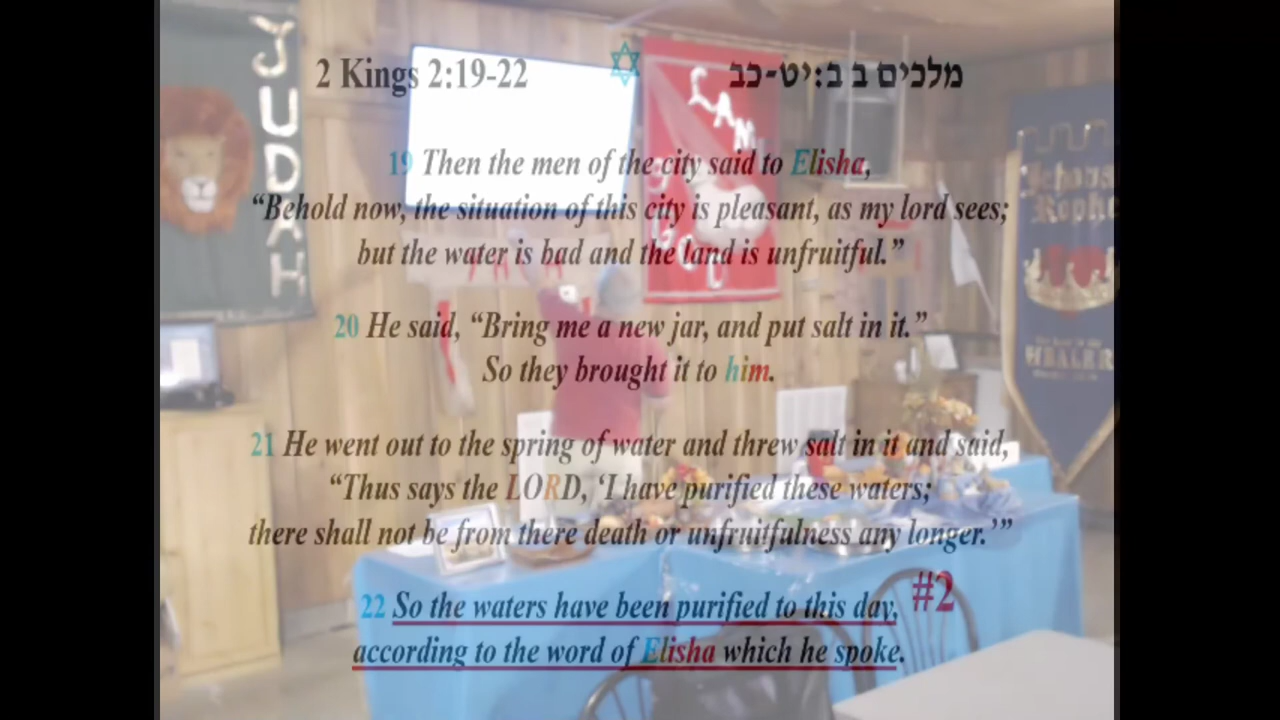 JUDAH
2 Kings 2:19-22
מלכים ב ב:יט-כב
19 Then the men of the city said to Elisha,
“Behold now, the situation of this city is pleasant, as my lord sees;
but the water is bad and the land is unfruitful.”
20 He said, “Bring me a new jar, and put salt in it.”
So they brought it to him.
21 He went out to the spring of water and threw salt in it and said,
“Thus says the LORD, ‘I have purified these waters;
there shall not be from there death or unfruitfulness any longer.’”
22 So the waters have been purified to this day, #2
according to the word of Elisha which he spoke.